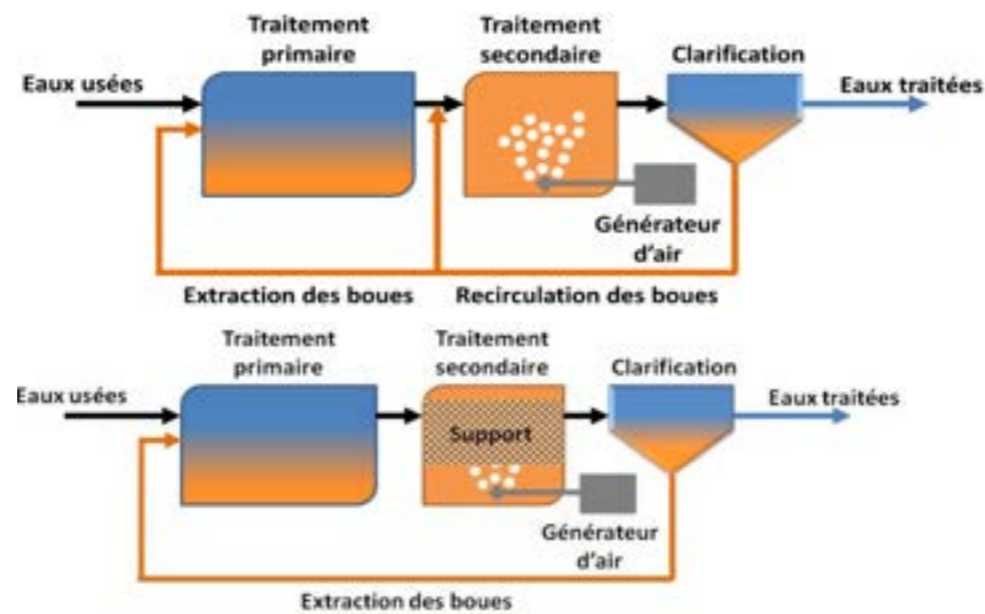 Traitement
primaire
Traitement
secondaire
Clarification
Eaux usées
Eaux traitées
Générateur
d'air
Extraction des boues
Recirculation des boues
Traitement
primaire
Traitement
secondaire
Clarification
Eaux usées
Eaux traitées
Support
Générateur
d'air
Extraction des boues